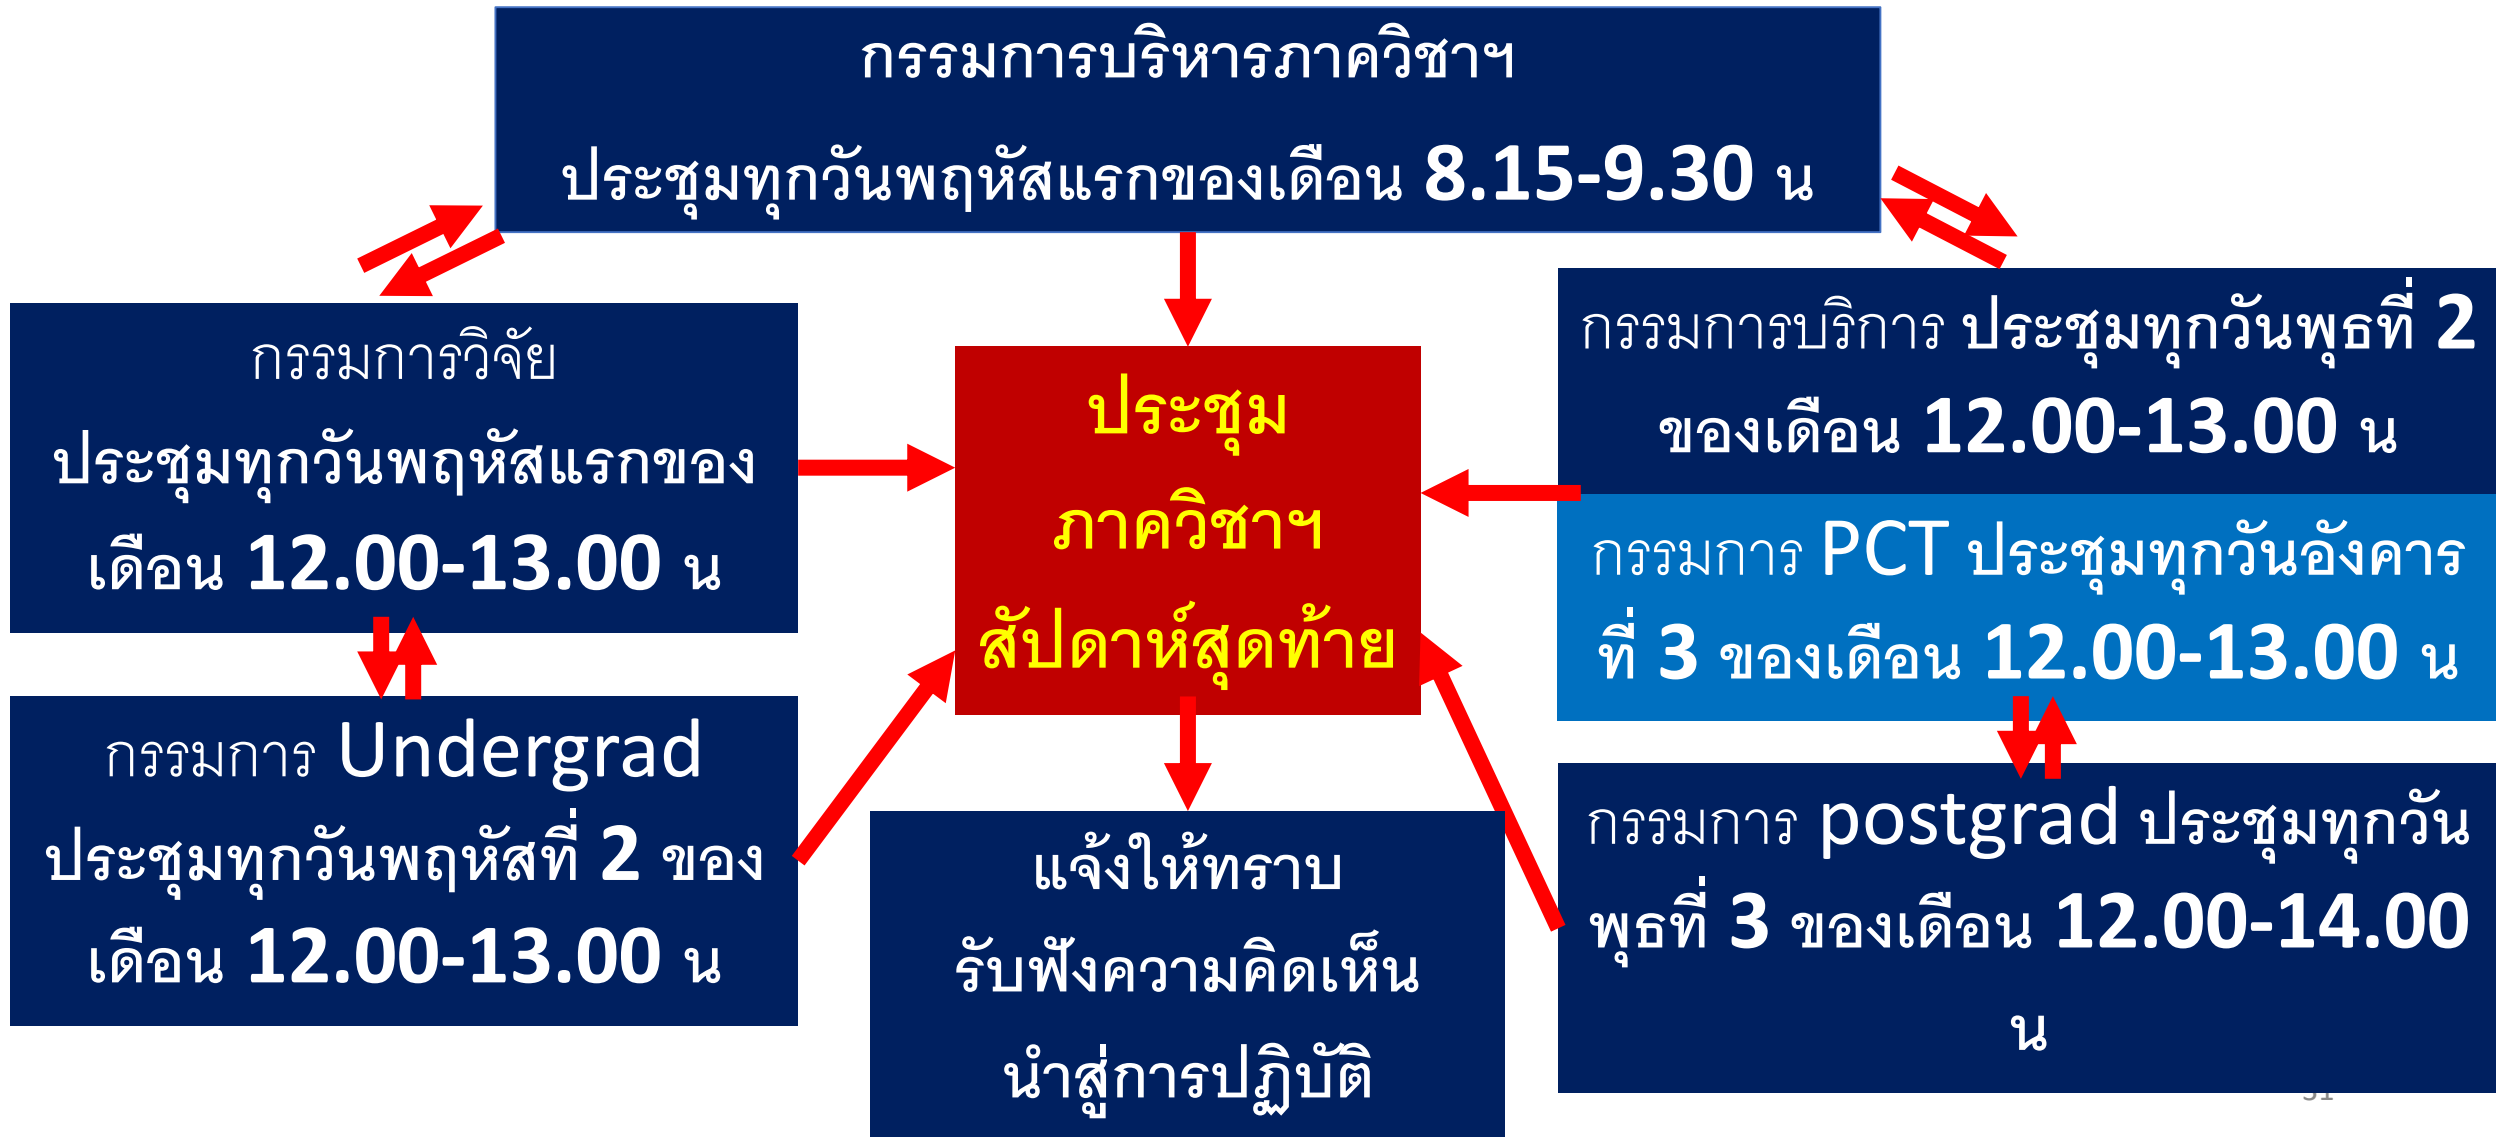 กรรมการบริหารภาควิชาฯ
ประชุมทุกวันพฤหัสแรกของเดือน 8.15-9.30 น
กรรมการวิจัย
ประชุมทุกวันพฤหัสแรกของ
เดือน 12.00-13.00 น
ประชุม
ภาควิชาฯ
สัปดาห์สุดท้าย
กรรมการบริการ ประชุมทุกวันพุธที่ 2
ของเดือน 12.00-13.00 น
กรรมการ PCT ประชุมทุกวันอังคาร
ที่ 3 ของเดือน 12.00-13.00 น
กรรมการ Undergrad
ประชุมทุกวันพฤหัสที่ 2 ของ
เดือน 12.00-13.00 น
แจ้งให้ทราบ
รบฟังความคิดเห็น
นำสู่การปฏิบัติ
กรรมการ postgrad ประชุมทุกวัน
พุธที่ 3 ของเดือน 12.00-14.00
น